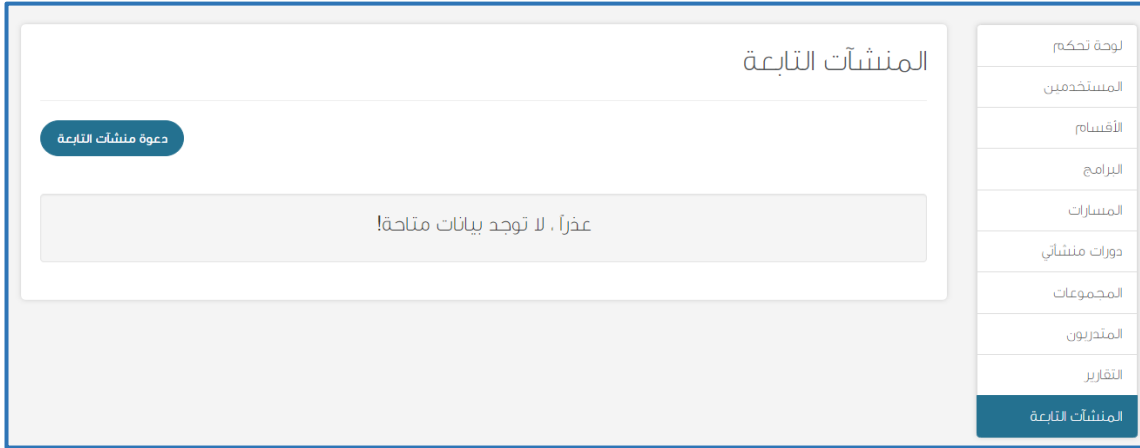 لوحة تحكم
المستخدمين
الأقسام
البرامج
المسارات
دورات منشأتي
المجموعات
المتدربون
التقارير
المنشآت التابعة
المنشآت التابعة
دعوة منشآت التابعة
عذراً ، لا توجد بيانات متاحة!